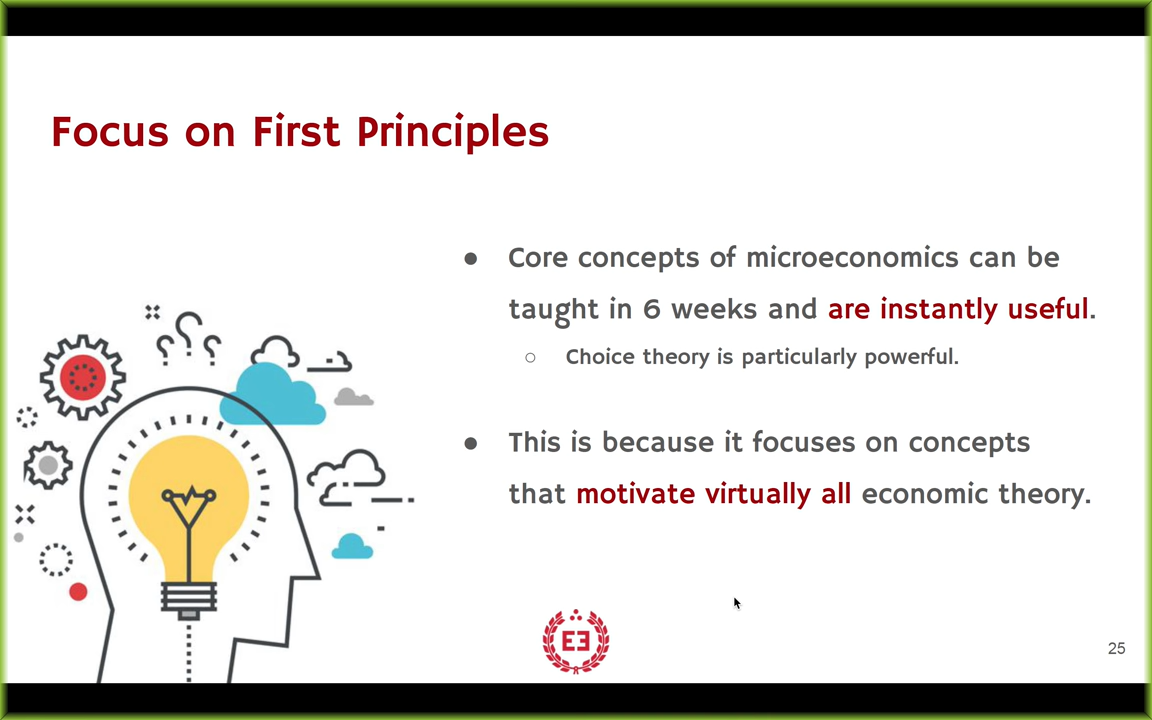 Focus on First Principles
● Core concepts of microeconomics can be
taught in 6 weeks and are instantly useful.
○ Choice theory is particularly powerful.
● This is because it focuses on concepts
that motivate virtually all economic theory.
EE
25